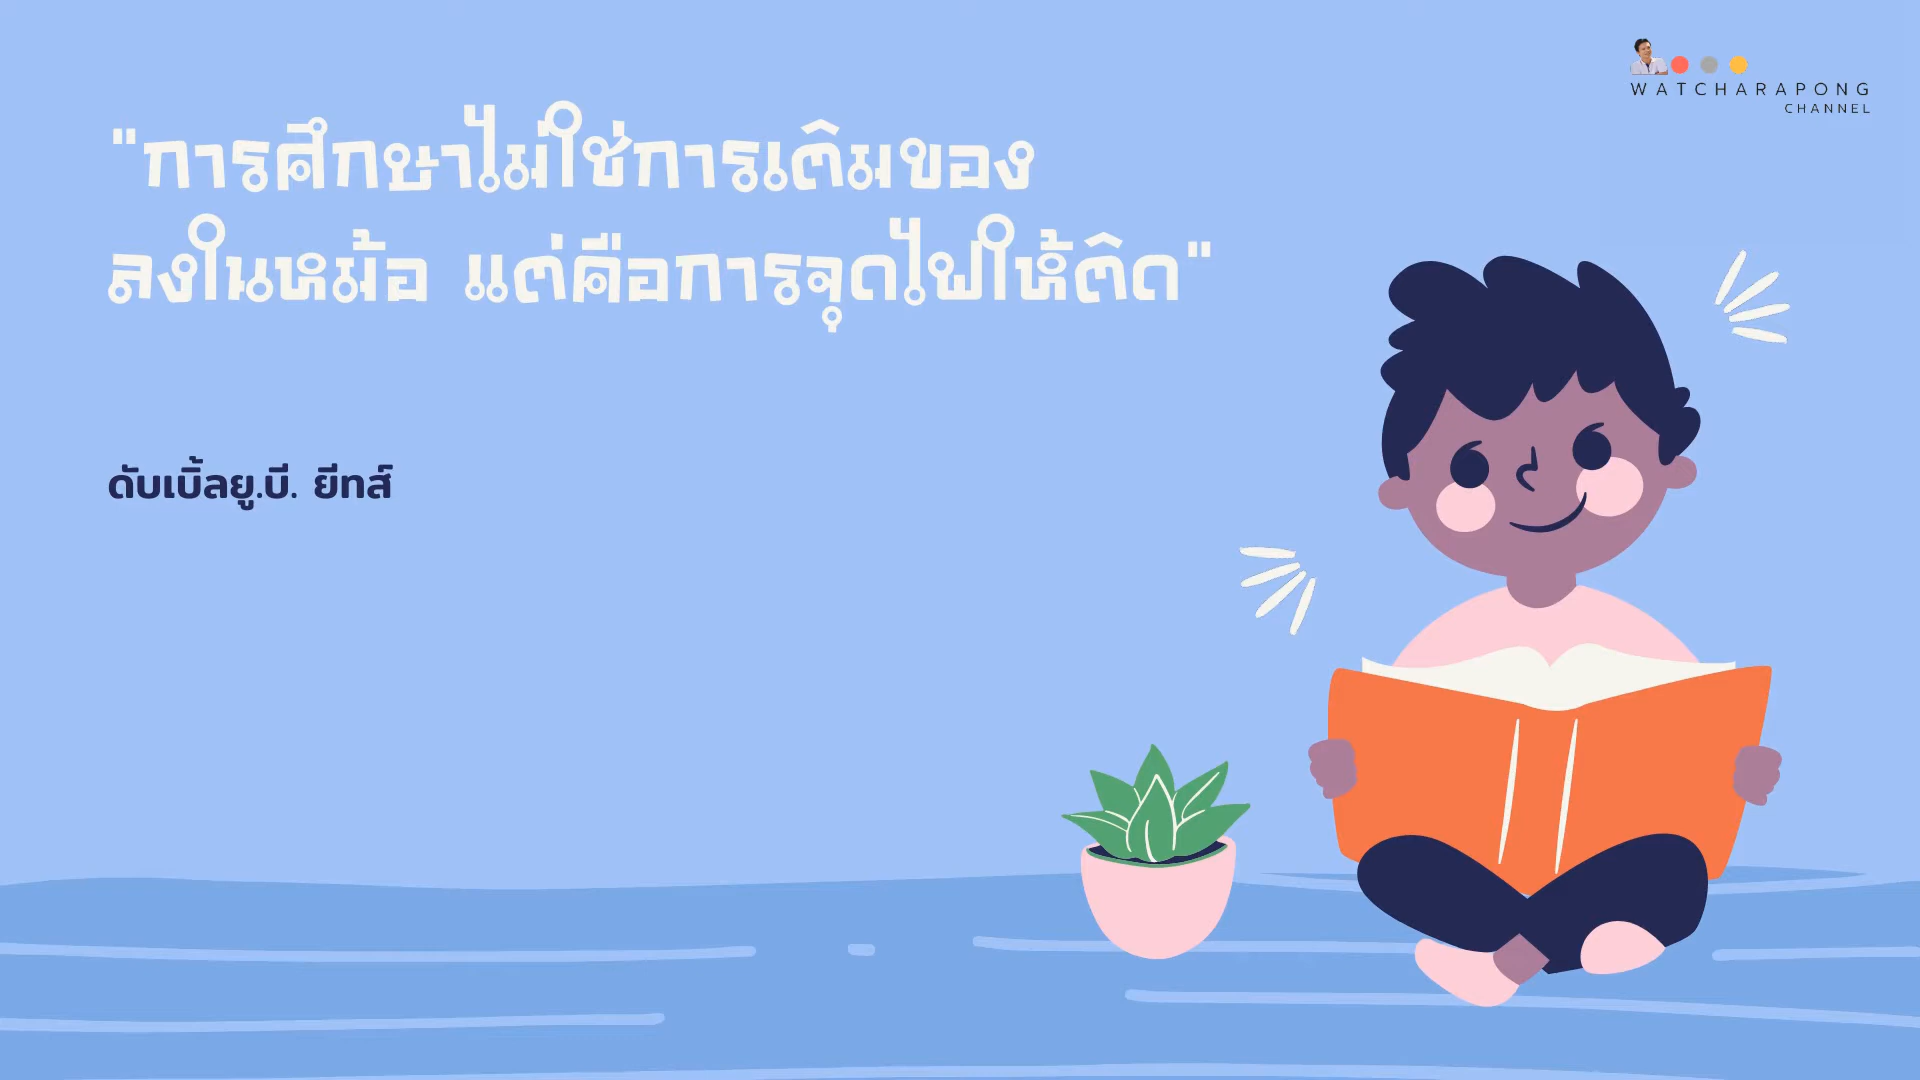 WATCHARAPONG
CHANNEL
"การศึกษาไม่ใช่การเติมของ
ลงในหม้อ แต่คือการจุดไฟให้ติด"
ดับเบิ้ลยู.บี. ยีทส์